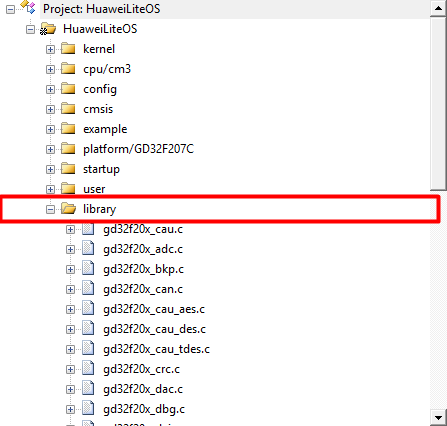 Project: HuaweiLiteOS
HuaweiLiteOS
kernel
cpu/cm3
config
cmsis
example
platform/GD32F207C
startup
user
library
gd32f20x_cau.c
gd32f20x_adc.c
gd32f20x_bkp.c
gd32f20x_can.c
gd32f20x_cau_aes.c
gd32f20x_cau_des.c
gd32f20x_cau_tdes.c
gd32f20x_crc.c
gd32f20x_dac.c
gd32f20x_dbg.c